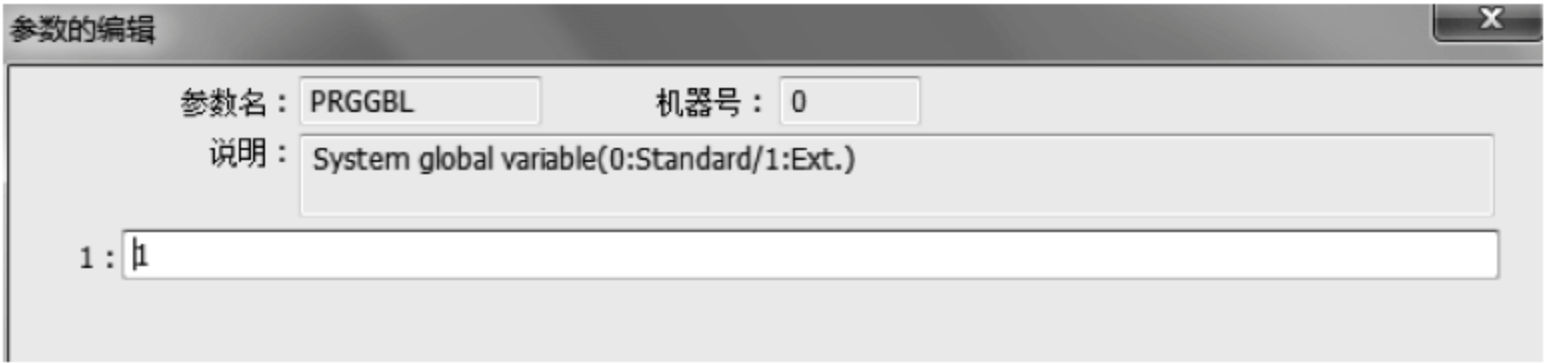 参数的编辑
X
参数名： PRGGBL 机器号： 0
说明： System global variable(0:Standard/1:Ext.)
1： 1